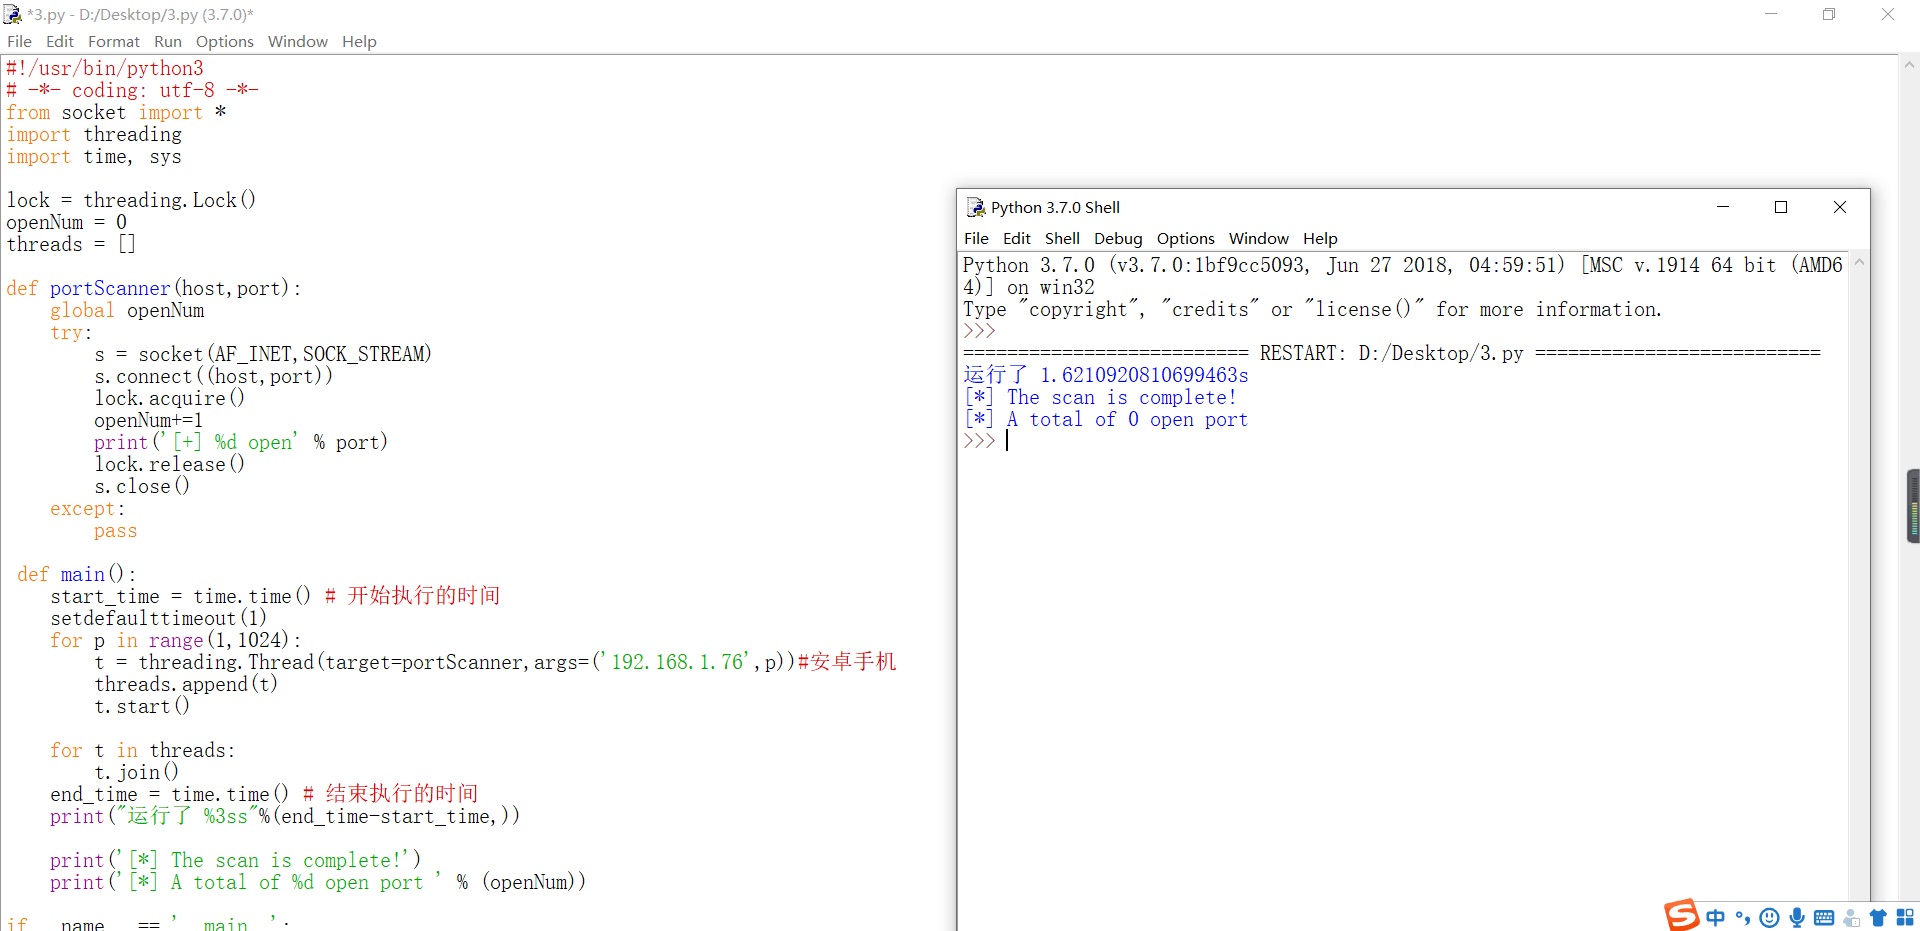 *3.py - D:/Desktop/3.py (3.7.0)*
File Edit Format Run Options Window Help
#!/usr/bin/python3
# -*- coding: utf-8 -*-
from socket import *
import threading
import time, sys
lock = threading.Lock()
openNum = 0
threads = []
def portScanner(host,port):
global openNum
try:
s = socket(AF_INET,SOCK_STREAM)
s.connect((host,port))
lock.acquire()
openNum+=1
print('[+] %d open' % port)
lock.release()
s.close()
except:
pass
def main():
start_time = time.time() # 开始执行的时间
setdefaulttimeout(1)
for p in range(1,1024):
t = threading.Thread(target=portScanner,args=('192.168.1.76',p))#安卓手机
threads.append(t)
t.start()
for t in threads:
t.join()
end_time = time.time() # 结束执行的时间
print("运行了 %3ss"%(end_time-start_time,))
print('[*] The scan is complete!')
print('[*] A total of %d open port ' % (openNum))
if __name__ == '__main__':
Python 3.7.0 Shell
File Edit Shell Debug Options Window Help
Python 3.7.0 (v3.7.0:1bf9cc5093, Jun 27 2018, 04:59:51) [MSC v.1914 64 bit (AMD6
4)] on win32
Type "copyright", "credits" or "license()" for more information.
>>>
========================== RESTART: D:/Desktop/3.py ==========================
运行了 1.6210920810699463s
[*] The scan is complete!
[*] A total of 0 open port
>>>
S 中